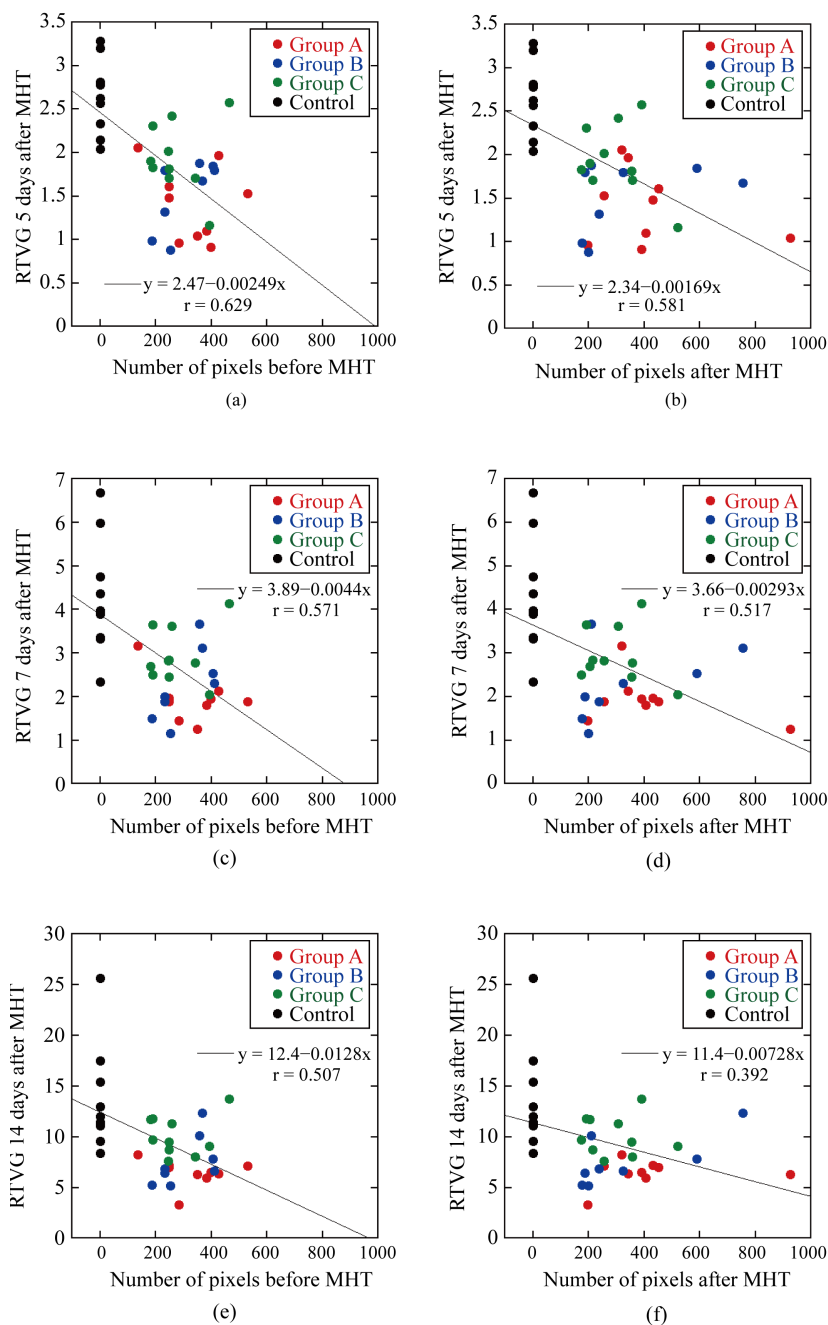 3.5
3
2.5
2
1.5
1
0.5
0
RTVG 5 days after MHT
Group A
Group B
Group C
Control
y = 2.47−0.00249x
r = 0.629
0 200 400 600 800 1000
Number of pixels before MHT
(a)
3.5
3
2.5
2
1.5
1
0.5
0
RTVG 5 days after MHT
Group A
Group B
Group C
Control
y = 2.34−0.00169x
r = 0.581
0 200 400 600 800 1000
Number of pixels after MHT
(b)
7
6
5
4
3
2
1
0
RTVG 7 days after MHT
Group A
Group B
Group C
Control
y = 3.89−0.0044x
r = 0.571
0 200 400 600 800 1000
Number of pixels before MHT
(c)
7
6
5
4
3
2
1
0
RTVG 7 days after MHT
Group A
Group B
Group C
Control
y = 3.66−0.00293x
r = 0.517
0 200 400 600 800 1000
Number of pixels after MHT
(d)
30
25
20
15
10
5
0
RTVG 14 days after MHT
Group A
Group B
Group C
Control
y = 12.4−0.0128x
r = 0.507
0 200 400 600 800 1000
Number of pixels before MHT
(e)
30
25
20
15
10
5
0
RTVG 14 days after MHT
Group A
Group B
Group C
Control
y = 11.4−0.00728x
r = 0.392
0 200 400 600 800 1000
Number of pixels after MHT
(f)